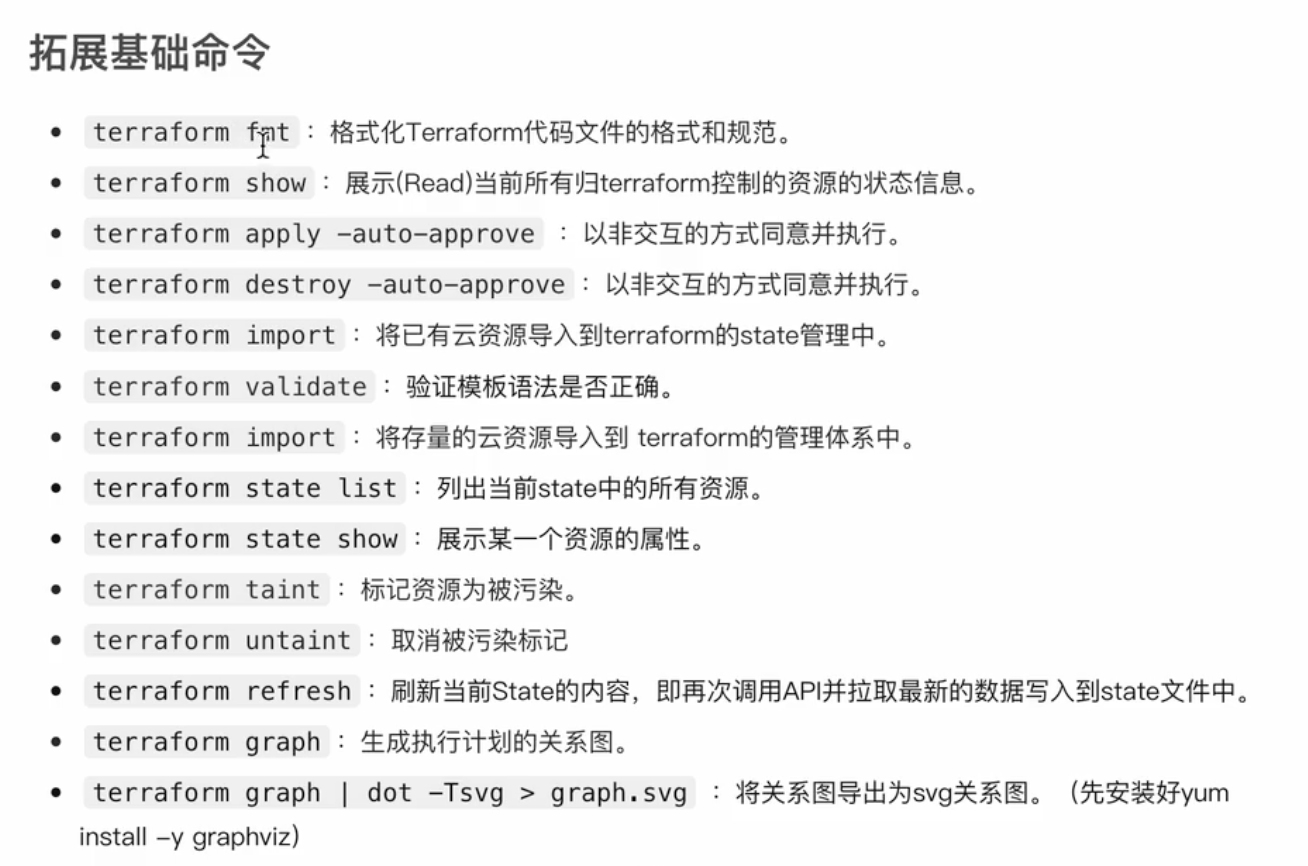 拓展基础命令
• terraform fmt：格式化Terraform代码文件的格式和规范。
• terraform show：展示(Read)当前所有归terraform控制的资源的状态信息。
• terraform apply -auto-approve ：以非交互的方式同意并执行。
• terraform destroy -auto-approve：以非交互的方式同意并执行。
• terraform import：将已有云资源导入到terraform的state管理中。
• terraform validate：验证模板语法是否正确。
• terraform import：将存量的云资源导入到 terraform的管理体系中。
• terraform state list：列出当前state中的所有资源。
• terraform state show：展示某一个资源的属性。
• terraform taint：标记资源为被污染。
• terraform untaint：取消被污染标记
• terraform refresh：刷新当前State的内容，即再次调用API并拉取最新的数据写入到state文件中。
• terraform graph：生成执行计划的关系图。
• terraform graph | dot -Tsvg > graph.svg ：将关系图导出为svg关系图。（先安装好yum
install -y graphviz）